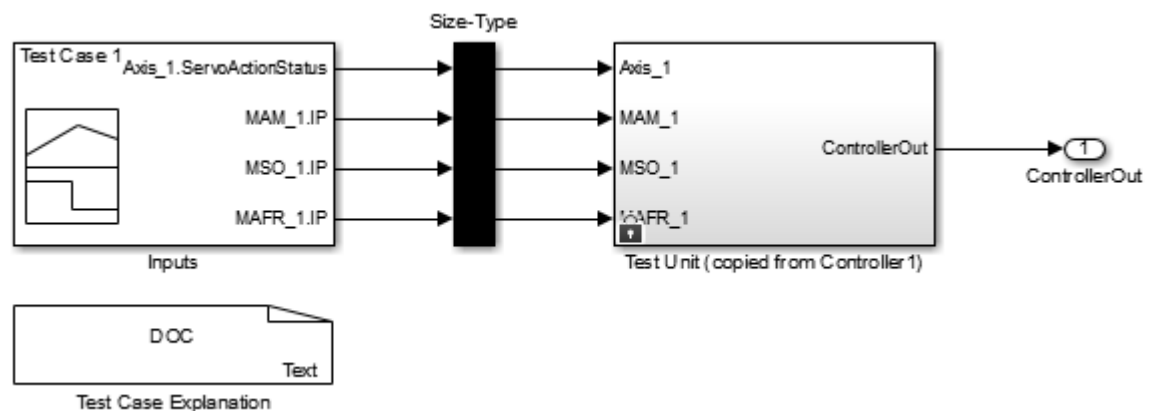 Size-Type
Test Case 1
Axis_1.ServoActionStatus
MAM_1.IP
MSO_1.IP
MAFR_1.IP
Inputs
Axis_1
MAM_1
MSO_1
MAFR_1
ControllerOut
Test Unit (copied from Controller1)
1
ControllerOut
DOC
Text
Test Case Explanation